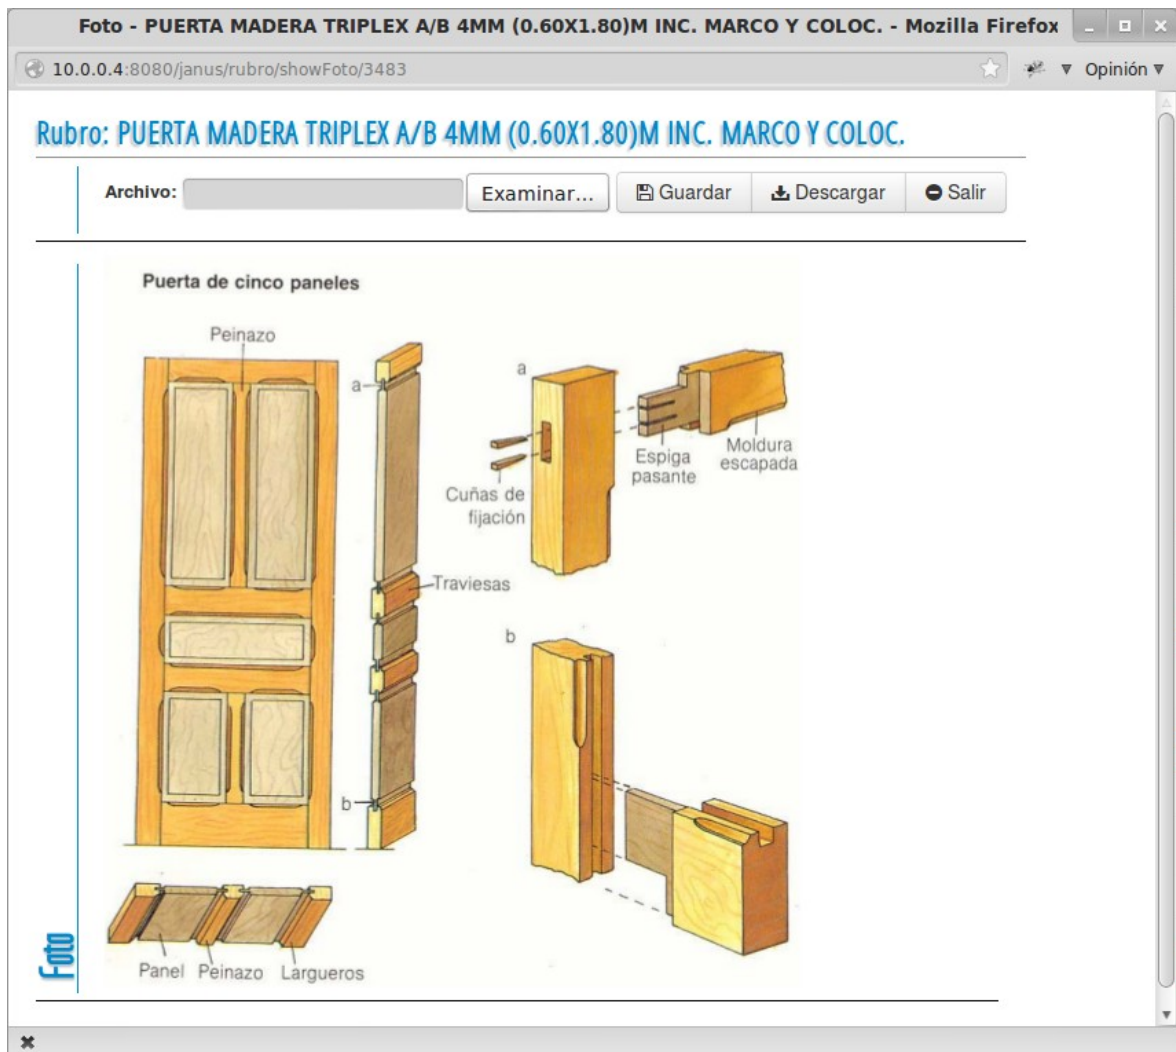 Foto - PUERTA MADERA TRIPLEX A/B 4MM (0.60X1.80)M INC. MARCO Y COLOC. - Mozilla Firefox
10.0.0.4:8080/janus/rubro/showFoto/3483
Opinión
Rubro: PUERTA MADERA TRIPLEX A/B 4MM (0.60X1.80)M INC. MARCO Y COLOC.
Archivo:
Examinar...
Guardar
Descargar
Salir
Puerta de cinco paneles
Peinazo
a
a
Espiga
pasante
Moldura
escapada
Cuñas de
fijación
Traviesas
b
b
Panel
Peinazo
Largueros
Foto